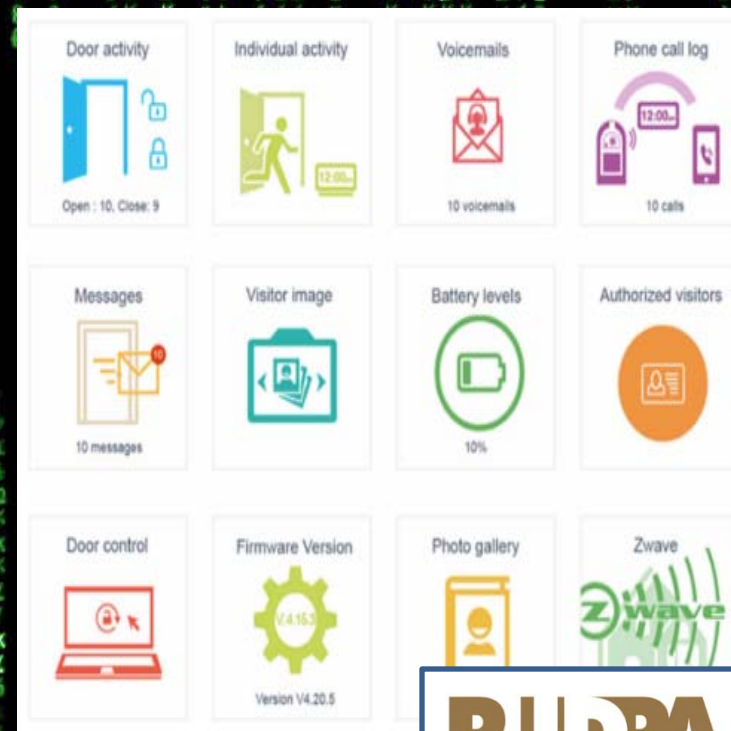 Door activity
Open : 10, Close: 9
Individual activity
12:00
Voicemails
10 voicemails
Phone call log
12:00
10 calls
Messages
10
10 messages
Visitor image
Battery levels
10%
Authorized visitors
Door control
Firmware Version
V.4.15.3
Version V4.20.5
Photo gallery
Zwave
Z wave